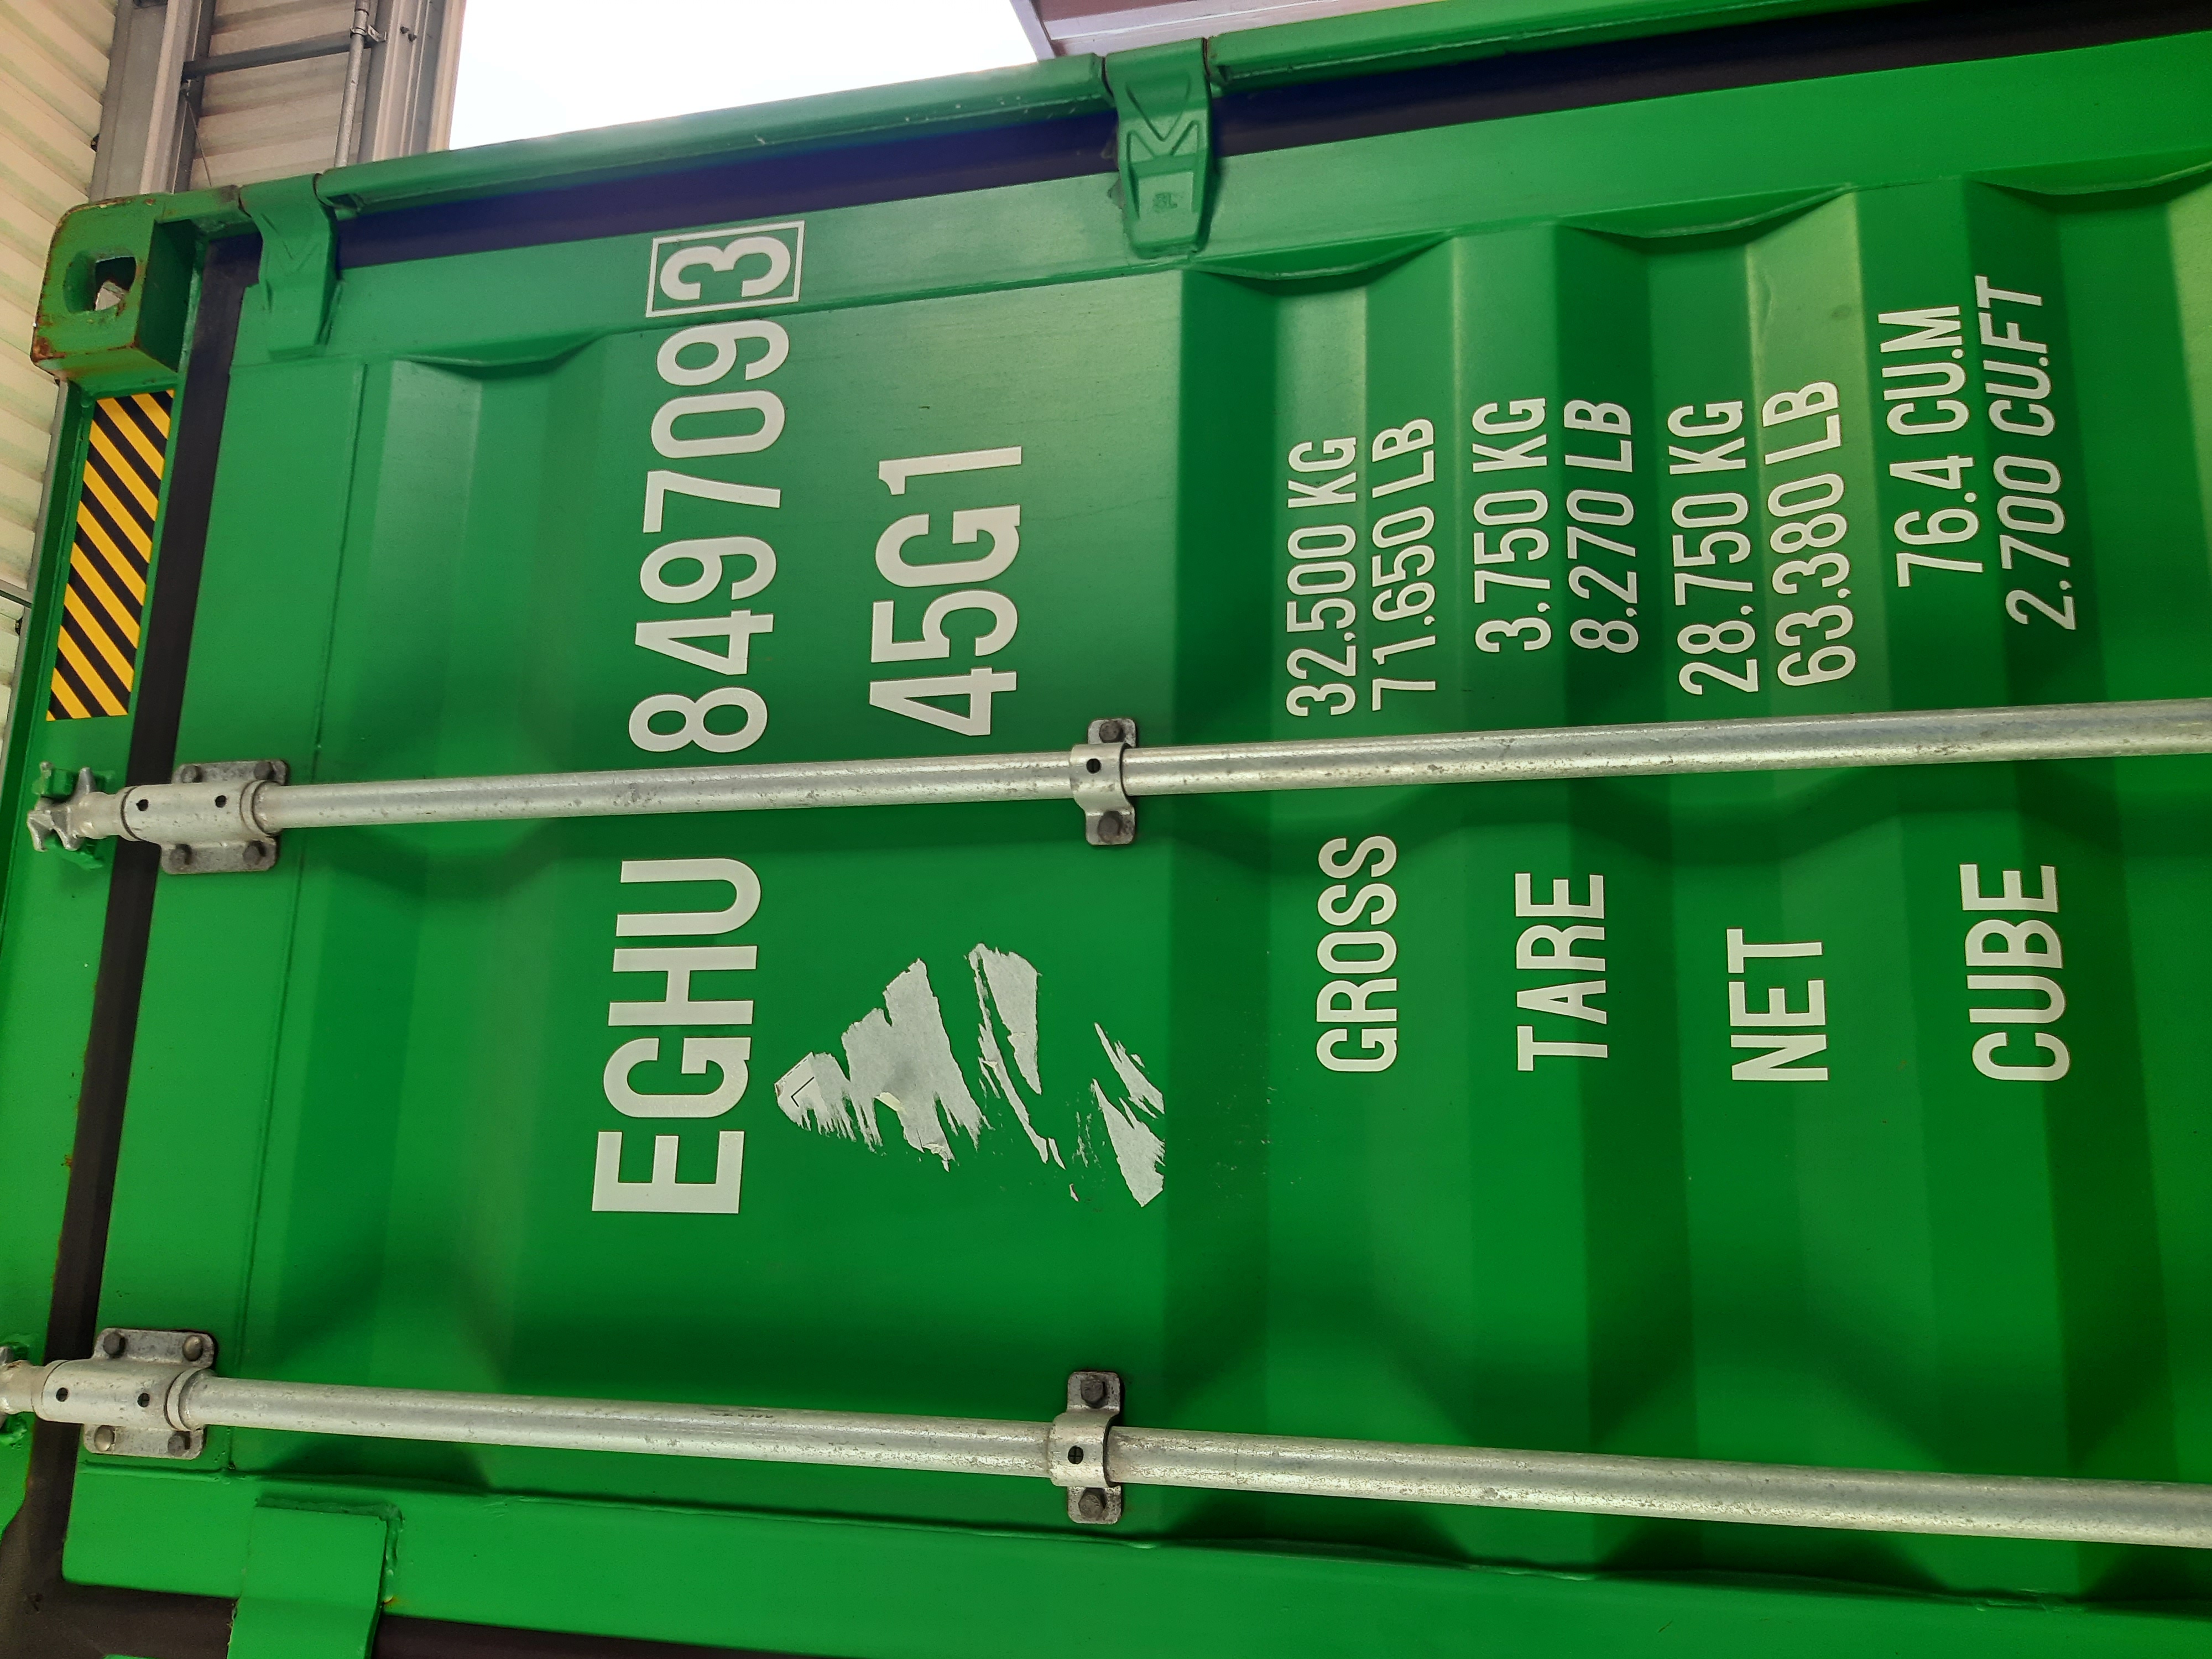 EGHU 849709 3
45G1
GROSS 32.500 KG
71.650 LB
TARE 3.750 KG
8.270 LB
NET 28.750 KG
63.380 LB
CUBE 76.4 CU.M
2.700 CU.FT